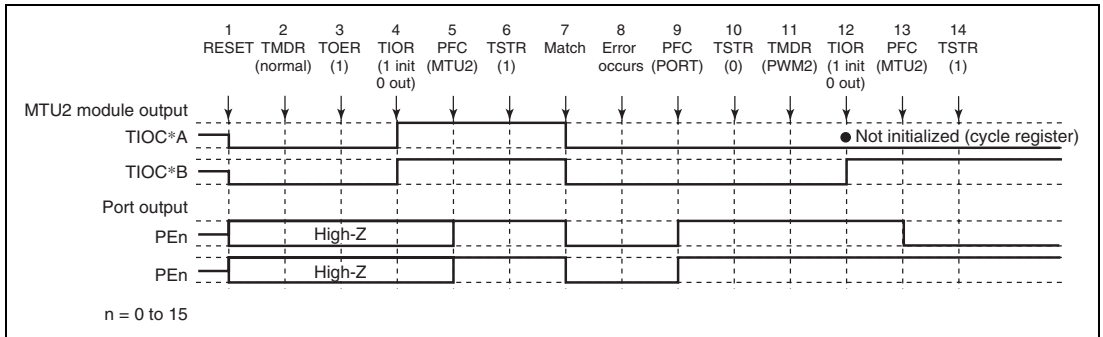 1 2 3 4 5 6 7 8 9 10 11 12 13 14
RESET TMDR TOER TIOR PFC TSTR Match Error PFC TSTR TMDR TIOR PFC TSTR
(normal) (1) (1 init (MTU2) (1) occurs (PORT) (0) (PWM2) (1 init (MTU2) (1)
0 out) 0 out)
MTU2 module output
TIOC*A ● Not initialized (cycle register)
TIOC*B
Port output
PEn High-Z
PEn High-Z
n = 0 to 15